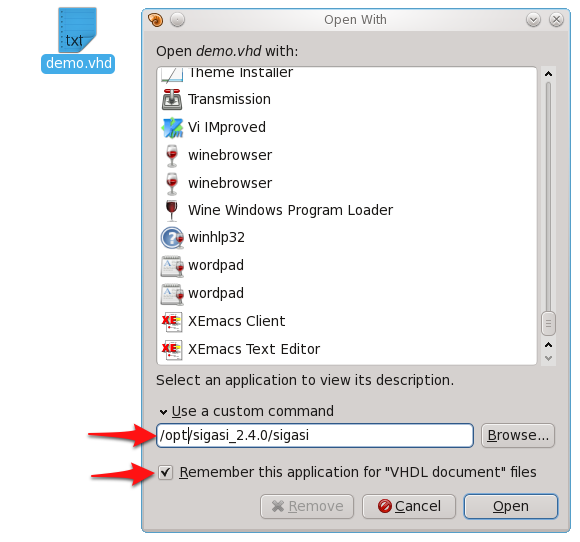 Open With
txt
demo.vhd
Open demo.vhd with:
Theme Installer
Transmission
Vi IMproved
winebrowser
winebrowser
Wine Windows Program Loader
winhlp32
wordpad
wordpad
XEmacs Client
XEmacs Text Editor
Select an application to view its description.
Use a custom command
/opt/sigasi_2.4.0/sigasi
Browse...
Remember this application for "VHDL document" files
Remove
Cancel
Open